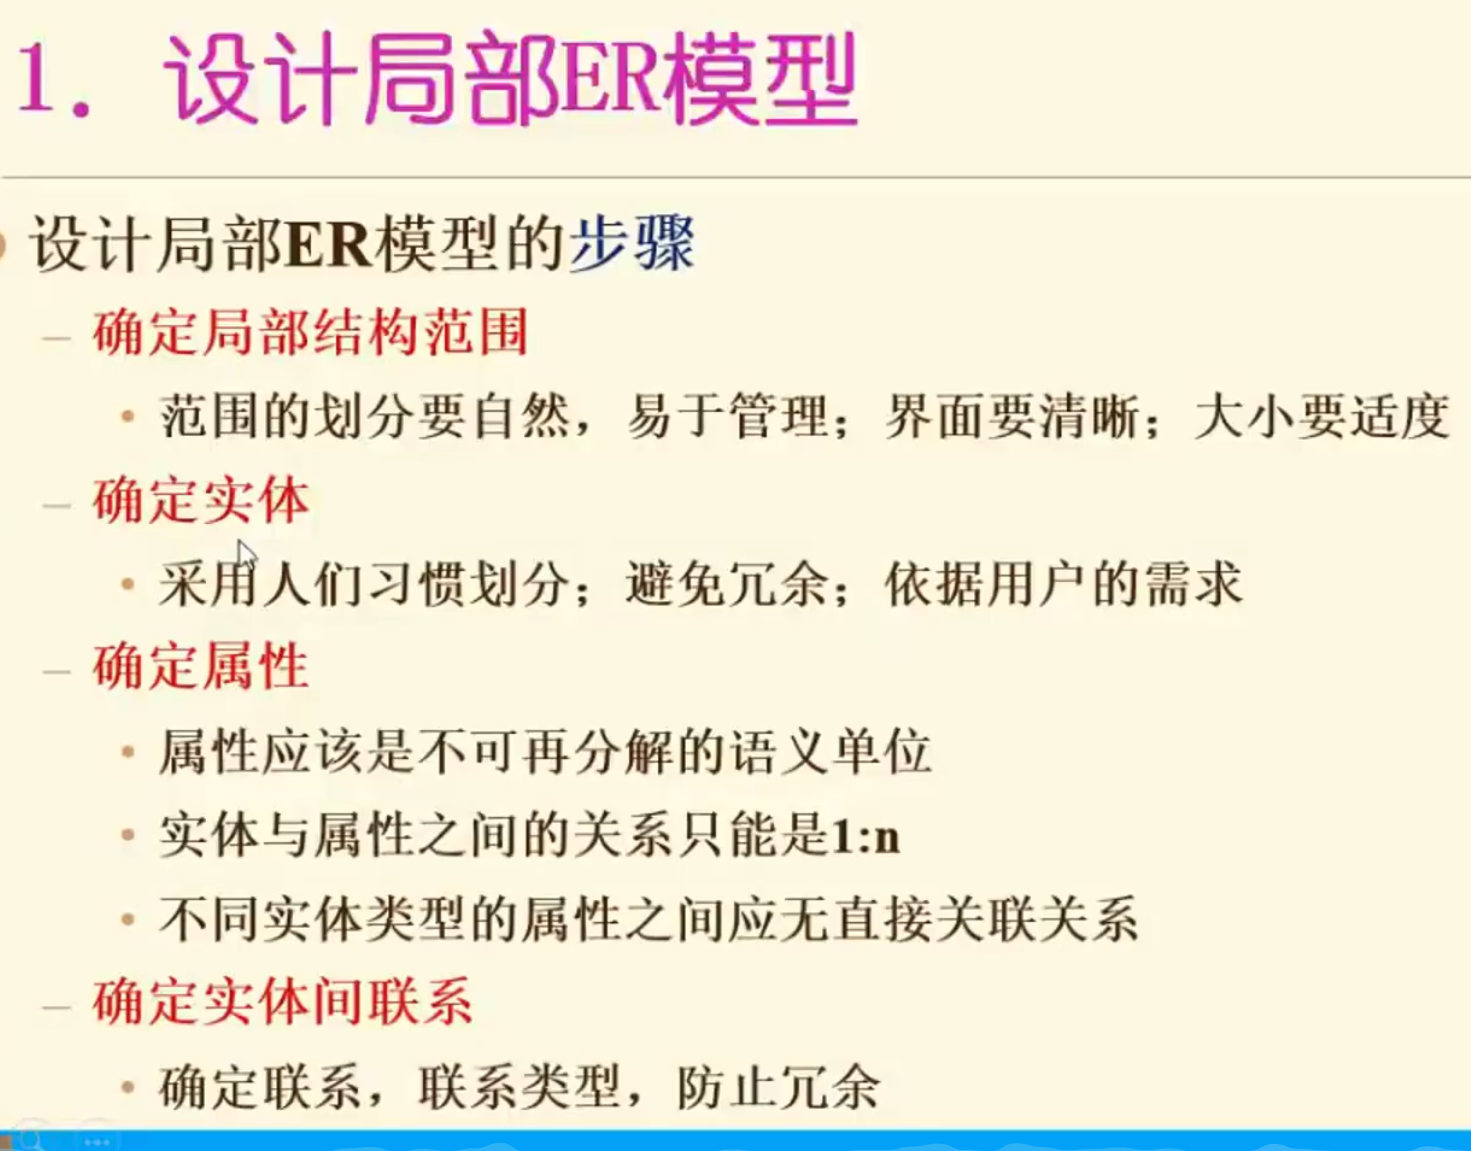 1. 设计局部ER模型
设计局部ER模型的步骤
– 确定局部结构范围
• 范围的划分要自然，易于管理；界面要清晰；大小要适度
– 确定实体
• 采用人们习惯划分；避免冗余；依据用户的需求
– 确定属性
• 属性应该是不可再分解的语义单位
• 实体与属性之间的关系只能是1:n
• 不同实体类型的属性之间应无直接关联关系
– 确定实体间联系
• 确定联系，联系类型，防止冗余